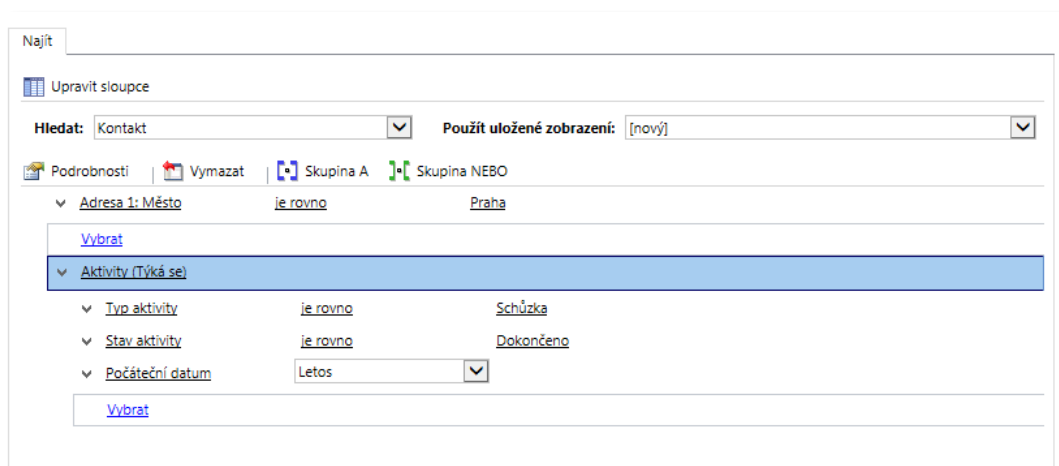 Najít
Upravit sloupce
Hledat: Kontakt Použít uložené zobrazení: [nový]
Podrobnosti Vymazat Skupina A Skupina NEBO
Adresa 1: Město je rovno Praha
Vybrat
Aktivity (Týká se)
Typ aktivity je rovno Schůzka
Stav aktivity je rovno Dokončeno
Počáteční datum Letos
Vybrat